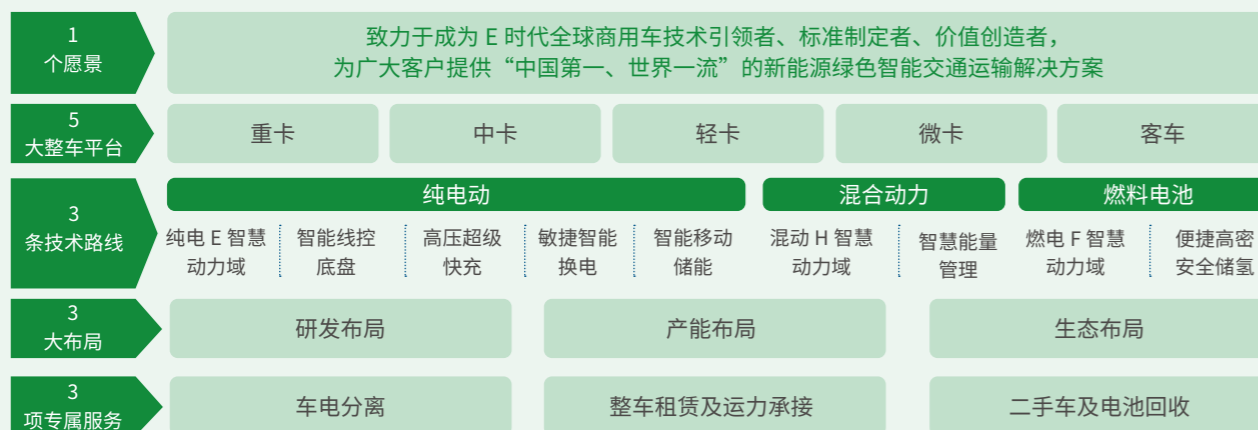 1
个愿景
致力于成为 E 时代全球商用车技术引领者、标准制定者、价值创造者，
为广大客户提供“中国第一、世界一流”的新能源绿色智能交通运输解决方案
5
大整车平台
重卡
中卡
轻卡
微卡
客车
3
条技术路线
纯电动
混合动力
燃料电池
纯电 E 智慧
动力域
智能线控
底盘
高压超级
快充
敏捷智能
换电
智能移动
储能
混动 H 智慧
动力域
智慧能量
管理
燃电 F 智慧
动力域
便捷高密
安全储氢
3
大布局
研发布局
产能布局
生态布局
3
项专属服务
车电分离
整车租赁及运力承接
二手车及电池回收